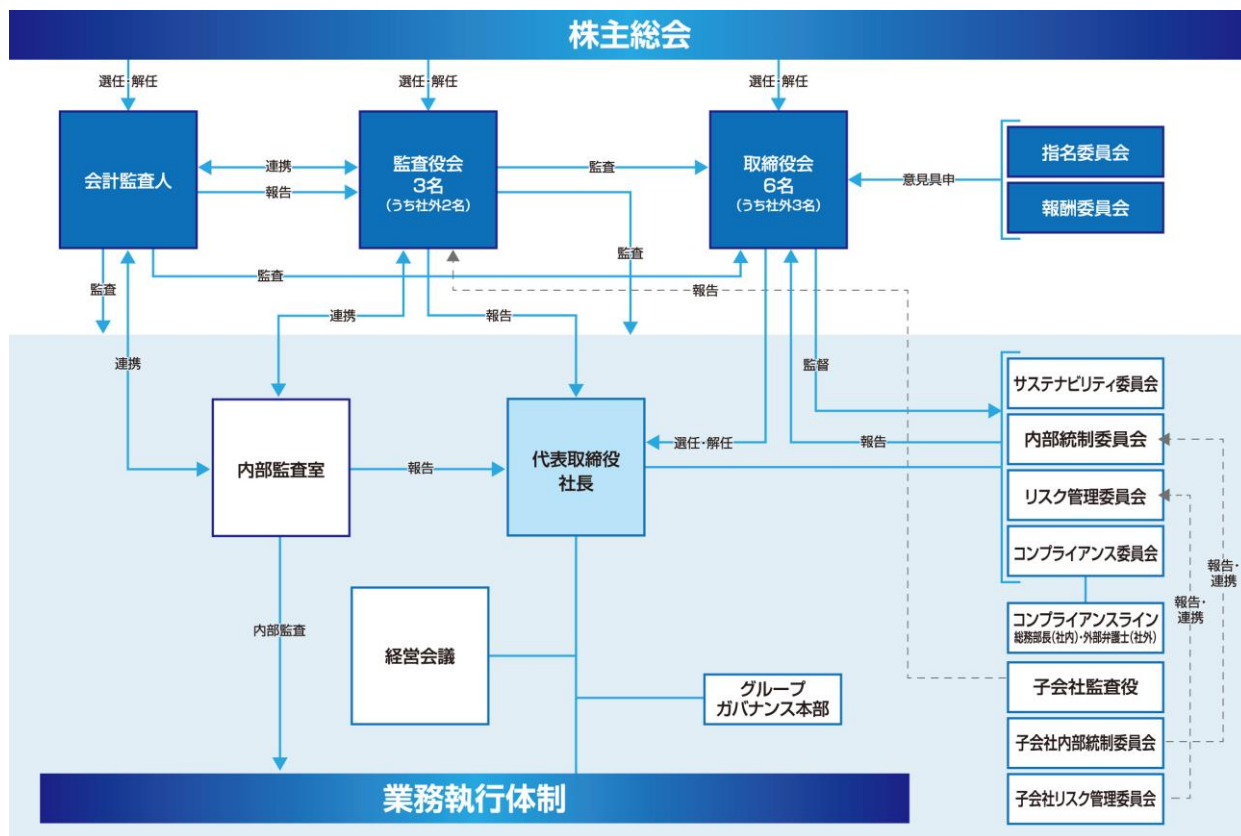 株主総会
選任・解任
選任・解任
選任・解任
会計監査人
連携
報告
監査役会
3名
(うち社外2名)
監査
取締役会
6名
(うち社外3名)
意見具申
指名委員会
報酬委員会
監査
監査
監査
報告
連携
報告
連携
監督
サステナビリティ委員会
内部統制委員会
リスク管理委員会
コンプライアンス委員会
内部監査室
報告
代表取締役
社長
選任・解任
報告
報告・
連携
報告・
連携
コンプライアンスライン
総務部長(社内)・外部弁護士(社外)
内部監査
経営会議
グループ
ガバナンス本部
子会社監査役
子会社内部統制委員会
子会社リスク管理委員会
業務執行体制